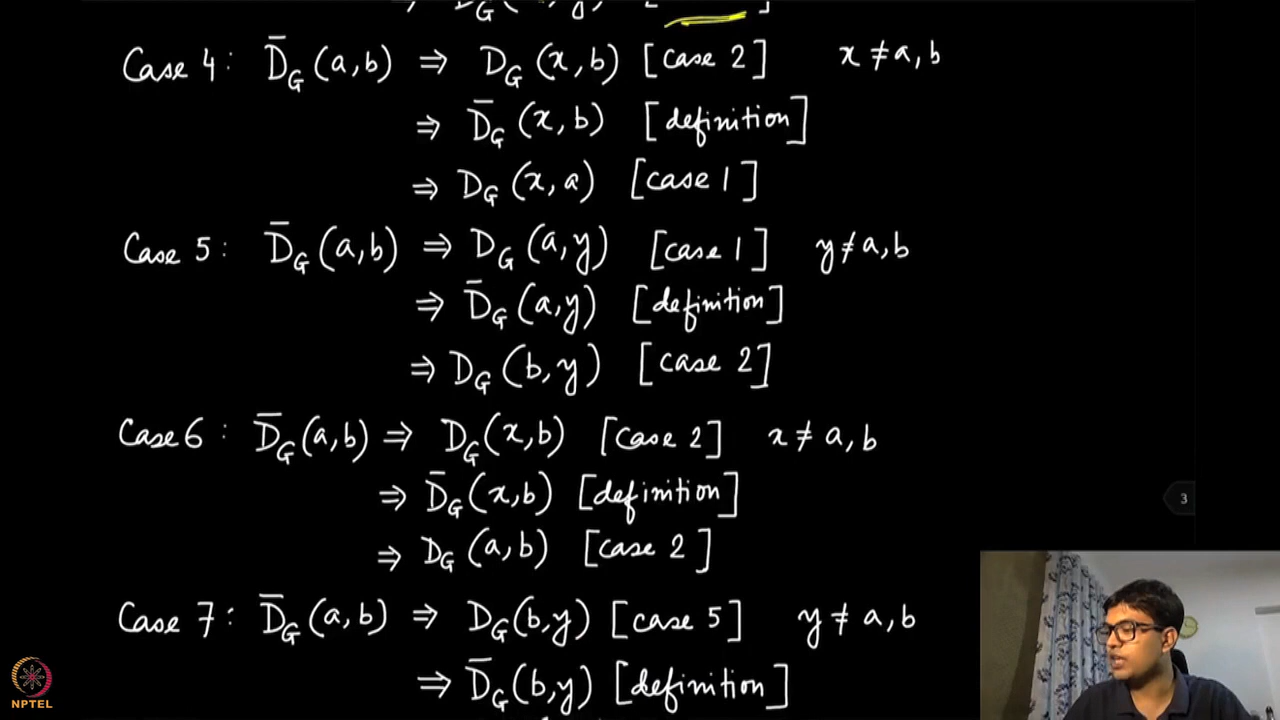 ⇒ D_G (x, y) [
Case 4: D̄_G (a, b) ⇒ D_G (x, b) [case 2] x ≠ a, b
⇒ D̄_G (x, b) [definition]
⇒ D_G (x, a) [case 1]
Case 5: D̄_G (a, b) ⇒ D_G (a, y) [case 1] y ≠ a, b
⇒ D̄_G (a, y) [definition]
⇒ D_G (b, y) [case 2]
Case 6: D̄_G (a, b) ⇒ D_G (x, b) [case 2] x ≠ a, b
⇒ D̄_G (x, b) [definition]
⇒ D_G (a, b) [case 2]
3
Case 7: D̄_G (a, b) ⇒ D_G (b, y) [case 5] y ≠ a, b
⇒ D̄_G (b, y) [definition]
NPTEL